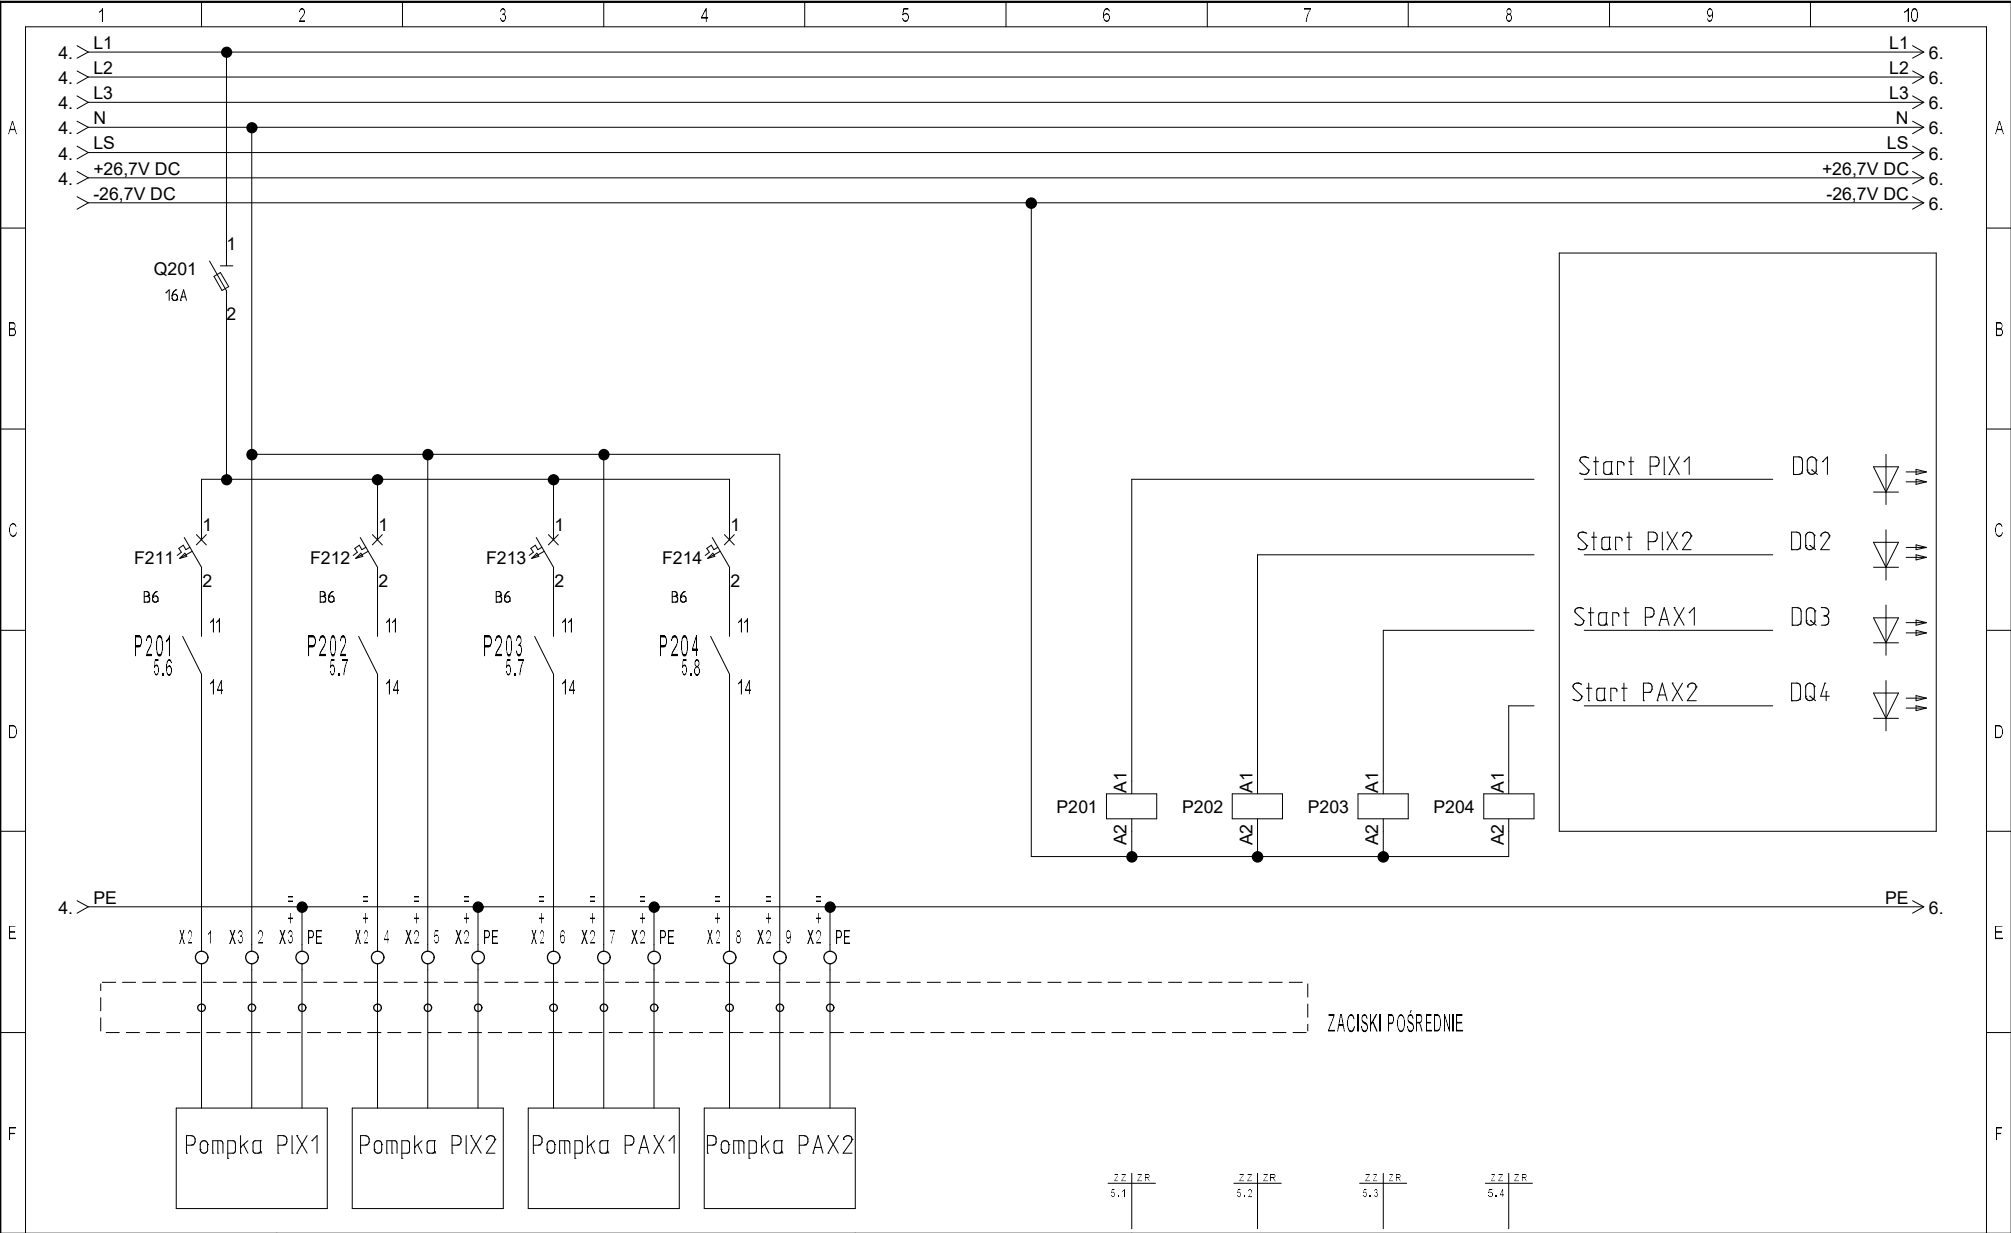 1 2 3 4 5 6 7 8 9 10
4. L1 L1 6.
4. L2 L2 6.
4. L3 L3 6.
A 4. N N 6. A
4. LS LS 6.
4. +26,7V DC +26,7V DC 6.
-26,7V DC -26,7V DC 6.
1
Q201
16A
2
B B
Start PIX1 DQ1
1 1 1 1
C C
Start PIX2 DQ2
F211 F212 F213 F214
2 2 2 2
B6 B6 B6 B6
Start PAX1 DQ3
11 11 11 11
P201 P202 P203 P204
5.6 5.7 5.7 5.8
14 14 14 14
Start PAX2 DQ4
D D
A1 A1 A1 A1
P201 P202 P203 P204
A2 A2 A2 A2
4. PE PE 6.
= = = = = = = = = =
+ + + + + + + + + +
E X2 1 X3 2 X3 PE X2 4 X2 5 X2 PE X2 6 X2 7 X2 PE X2 8 X2 9 X2 PE E
ZACISKI POŚREDNIE
F Pompka PIX1 Pompka PIX2 Pompka PAX1 Pompka PAX2 F
ZZ ZR ZZ ZR ZZ ZR ZZ ZR
5.1 5.2 5.3 5.4